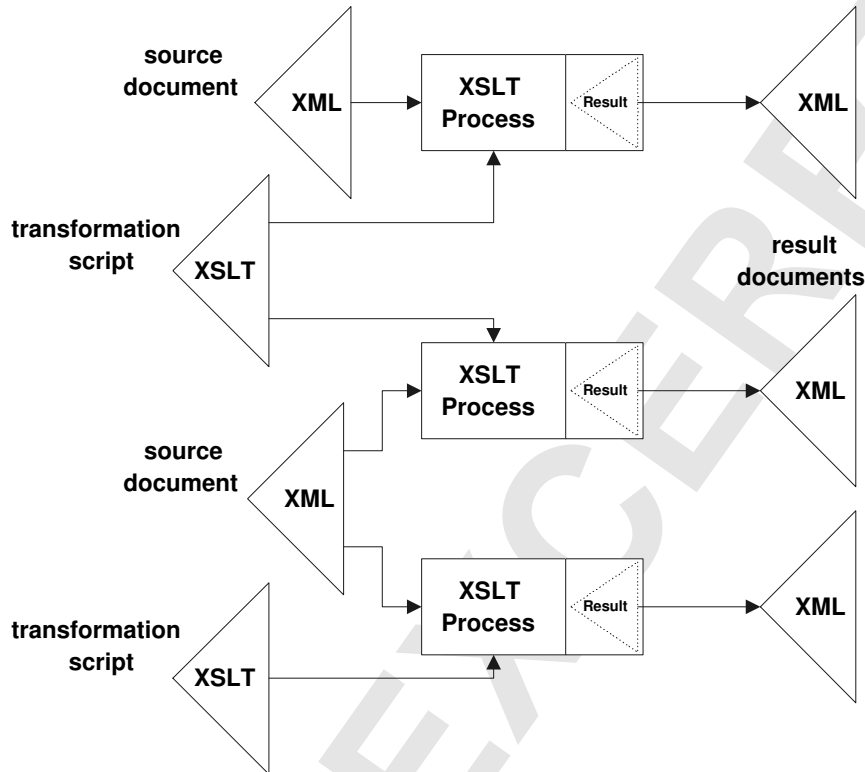 source
document
XML
XSLT
Process
Result
XML
transformation
script
XSLT
result
documents
XSLT
Process
Result
XML
source
document
XML
XSLT
Process
Result
XML
transformation
script
XSLT
EXCERP